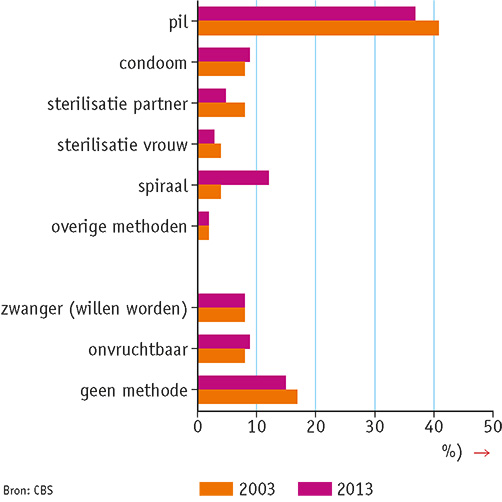 pil
condoom
sterilisatie partner
sterilisatie vrouw
spiraal
overige methoden
zwanger (willen worden)
onvruchtbaar
geen methode
0 10 20 30 40 50
%) →
Bron: CBS 2003 2013